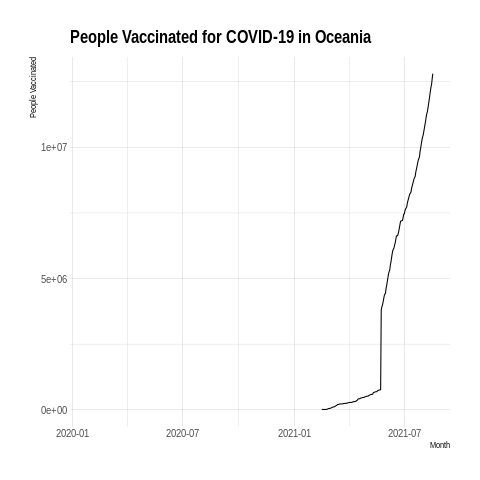 People Vaccinated for COVID-19 in Oceania
People Vaccinated
1e+07
5e+06
0e+00
2020-01
2020-07
2021-01
2021-07
Month